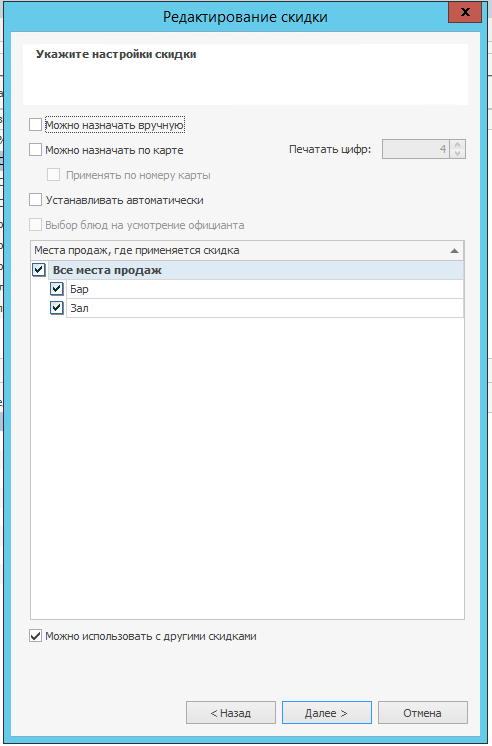 Редактирование скидки
x
Укажите настройки скидки
Можно назначать вручную
Можно назначать по карте
Печатать цифр:
4
Применять по номеру карты
Устанавливать автоматически
Выбор блюд на усмотрение официанта
Места продаж, где применяется скидка
Все места продаж
Бар
Зал
Можно использовать с другими скидками
< Назад
Далее >
Отмена